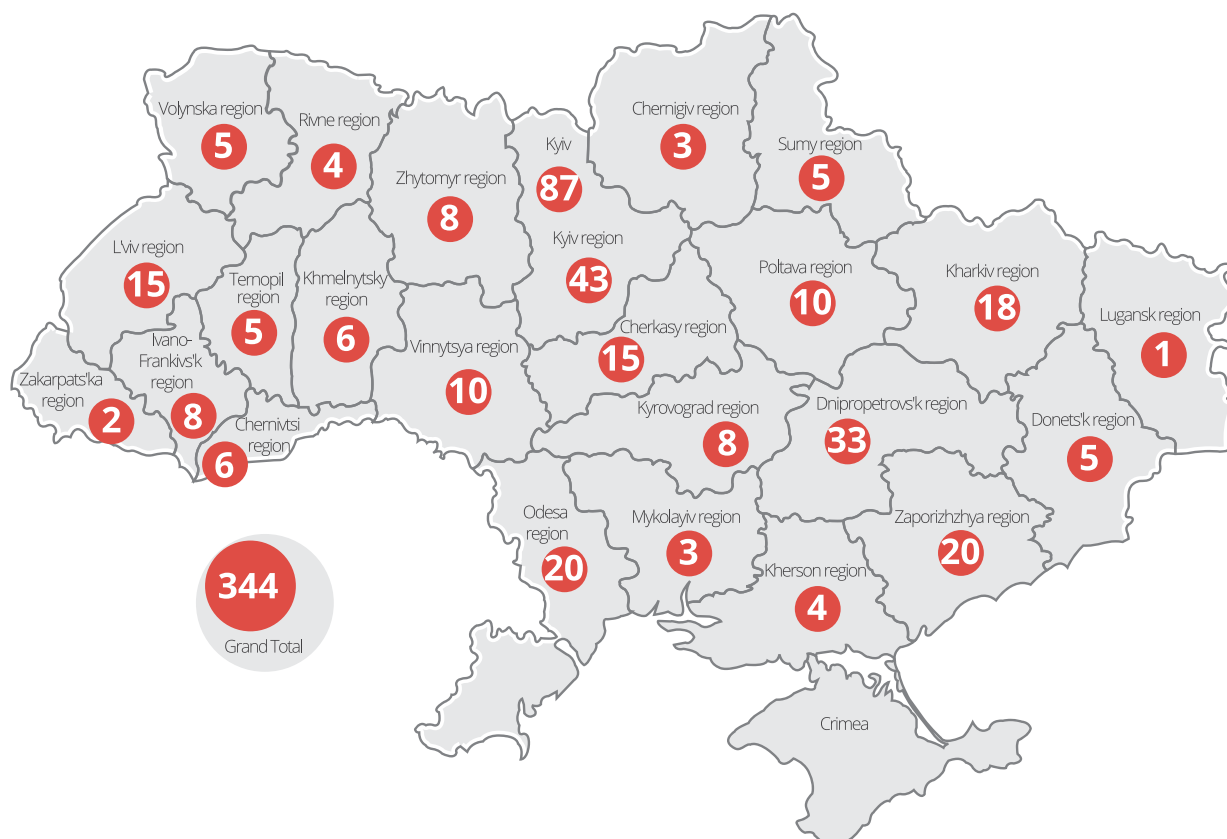 Volynska region
5
Rivne region
4
Zhytomyr region
8
Kyiv
87
Chernigiv region
3
Sumy region
5
L'viv region
15
Ternopil
region
5
Khmelnytsky
region
6
Kyiv region
43
Poltava region
10
Kharkiv region
18
Lugansk region
1
Zakarpats'ka
region
2
Ivano-
Frankivs'k
region
8
Chernivtsi
region
6
Vinnytsya region
10
Cherkasy region
15
Kyrovograd region
8
Dnipropetrovs'k region
33
Donets'k region
5
Odesa
region
20
Mykolayiv region
3
Kherson region
4
Zaporizhzhya region
20
344
Grand Total
Crimea